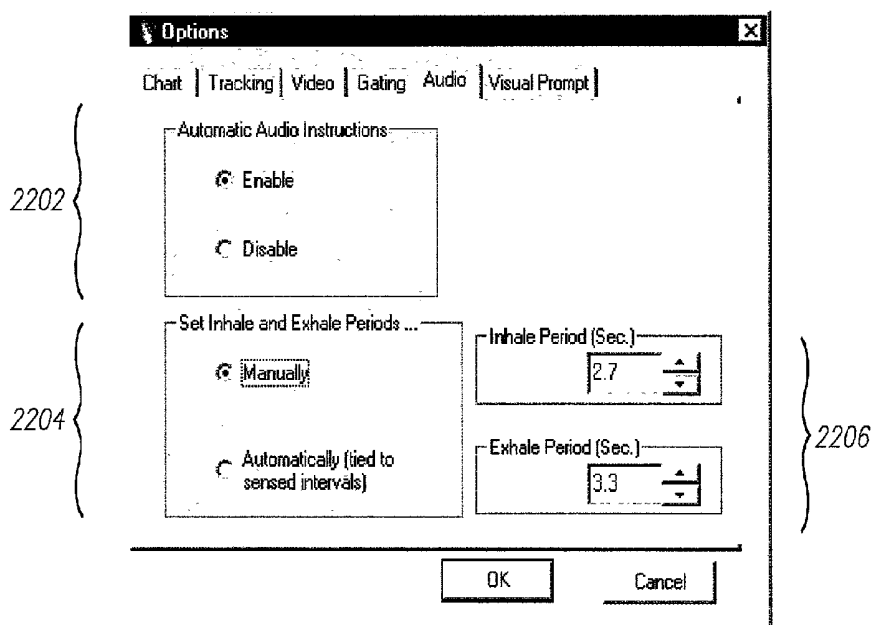 Options
Chart Tracking Video Gating Audio Visual Prompt
2202
Automatic Audio Instructions
Enable
Disable
2204
Set Inhale and Exhale Periods ...
Manually
Automatically (tied to
sensed intervals)
Inhale Period (Sec.)
2.7
Exhale Period (Sec.)
3.3
2206
OK
Cancel